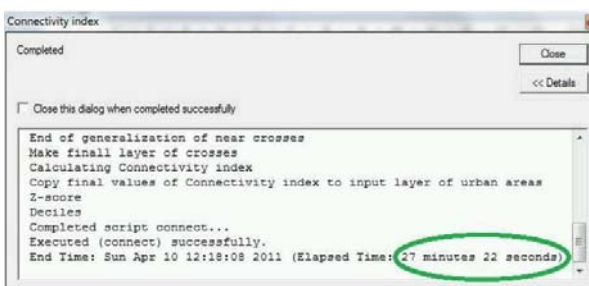 Connectivity index
Completed
Close
<< Details
Close this dialog when completed successfully
End of generalization of near crosses
Make finall layer of crosses
Calculating Connectivity index
Copy final values of Connectivity index to input layer of urban areas
Z-score
Deciles
Completed script connect...
Executed (connect) successfully.
End Time: Sun Apr 10 12:18:08 2011 (Elapsed Time: 27 minutes 22 seconds)